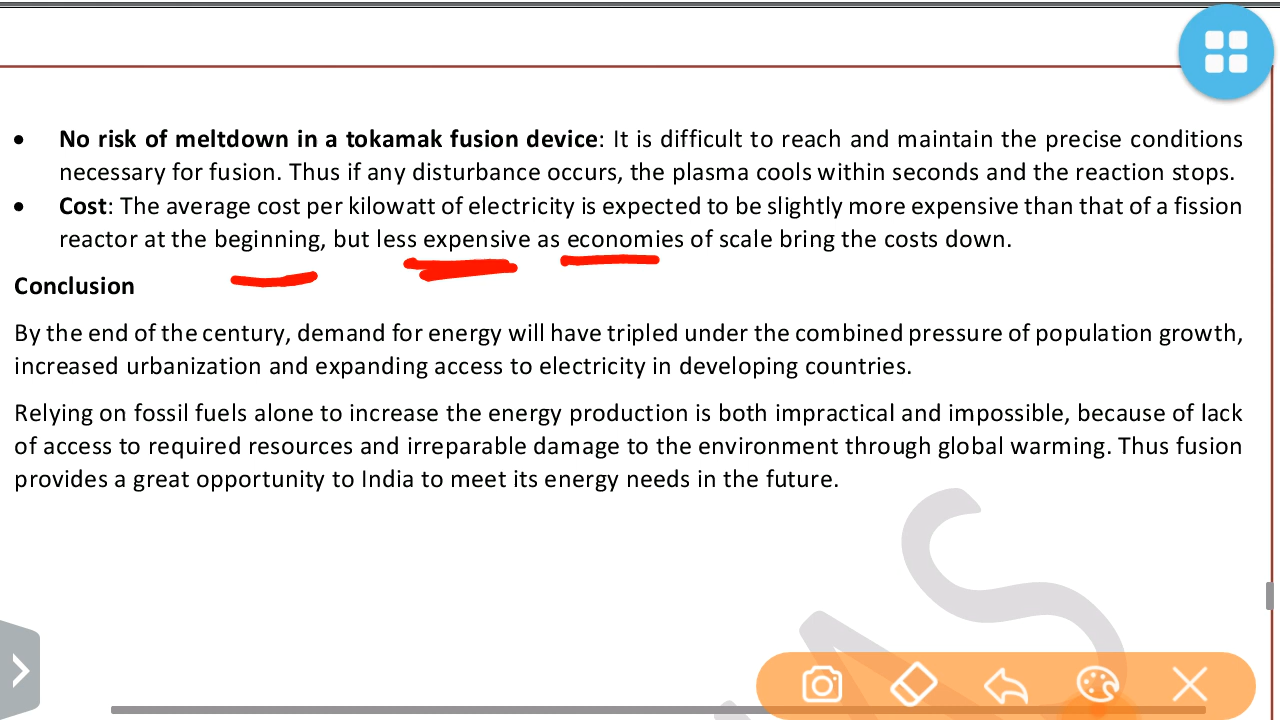 • No risk of meltdown in a tokamak fusion device: It is difficult to reach and maintain the precise conditions
necessary for fusion. Thus if any disturbance occurs, the plasma cools within seconds and the reaction stops.
• Cost: The average cost per kilowatt of electricity is expected to be slightly more expensive than that of a fission
reactor at the beginning, but less expensive as economies of scale bring the costs down.
Conclusion
By the end of the century, demand for energy will have tripled under the combined pressure of population growth,
increased urbanization and expanding access to electricity in developing countries.
Relying on fossil fuels alone to increase the energy production is both impractical and impossible, because of lack
of access to required resources and irreparable damage to the environment through global warming. Thus fusion
provides a great opportunity to India to meet its energy needs in the future.